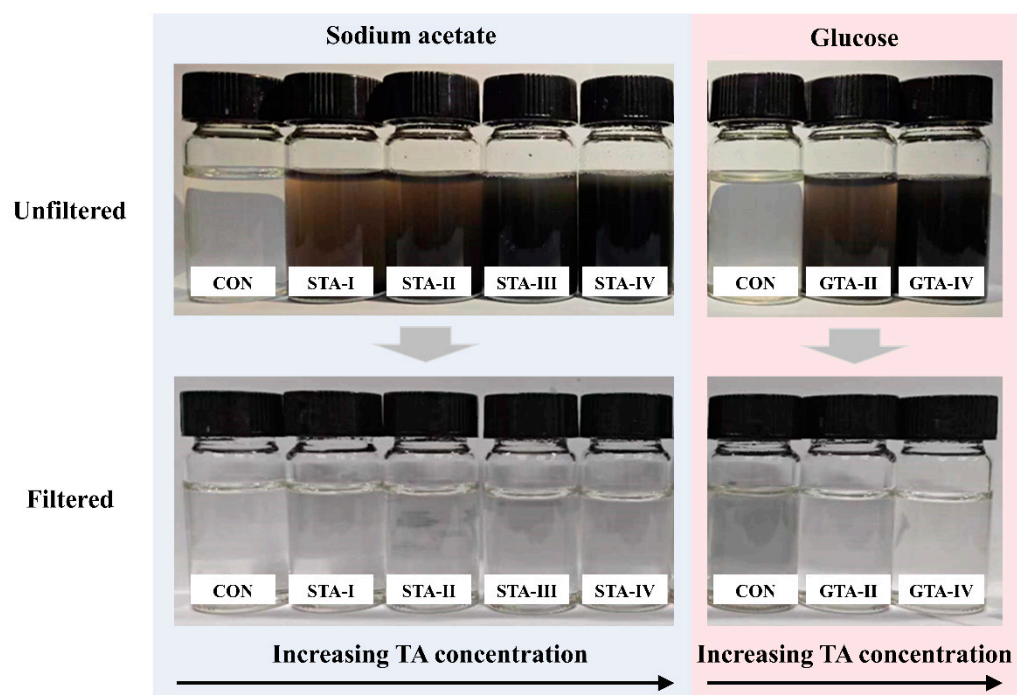 Sodium acetate
Glucose
Unfiltered
CON STA-I STA-II STA-III STA-IV
CON GTA-II GTA-IV
Filtered
CON STA-I STA-II STA-III STA-IV
CON GTA-II GTA-IV
Increasing TA concentration
Increasing TA concentration